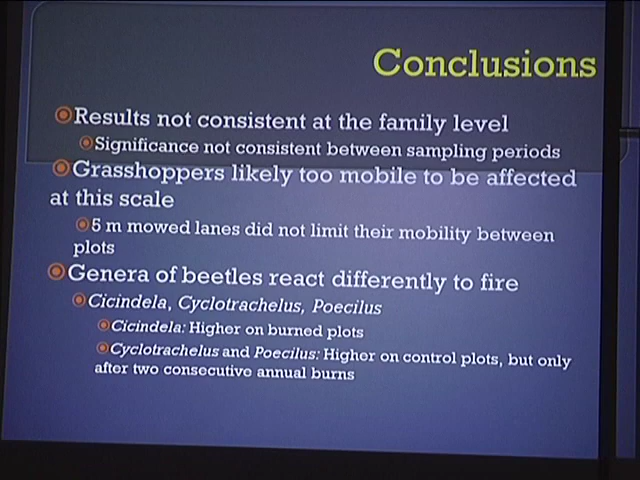 Conclusions
Results not consistent at the family level
Significance not consistent between sampling periods
Grasshoppers likely too mobile to be affected
at this scale
5 m mowed lanes did not limit their mobility between
plots
Genera of beetles react differently to fire
Cicindela, Cyclotrachelus, Poecilus
Cicindela: Higher on burned plots
Cyclotrachelus and Poecilus: Higher on control plots, but only
after two consecutive annual burns